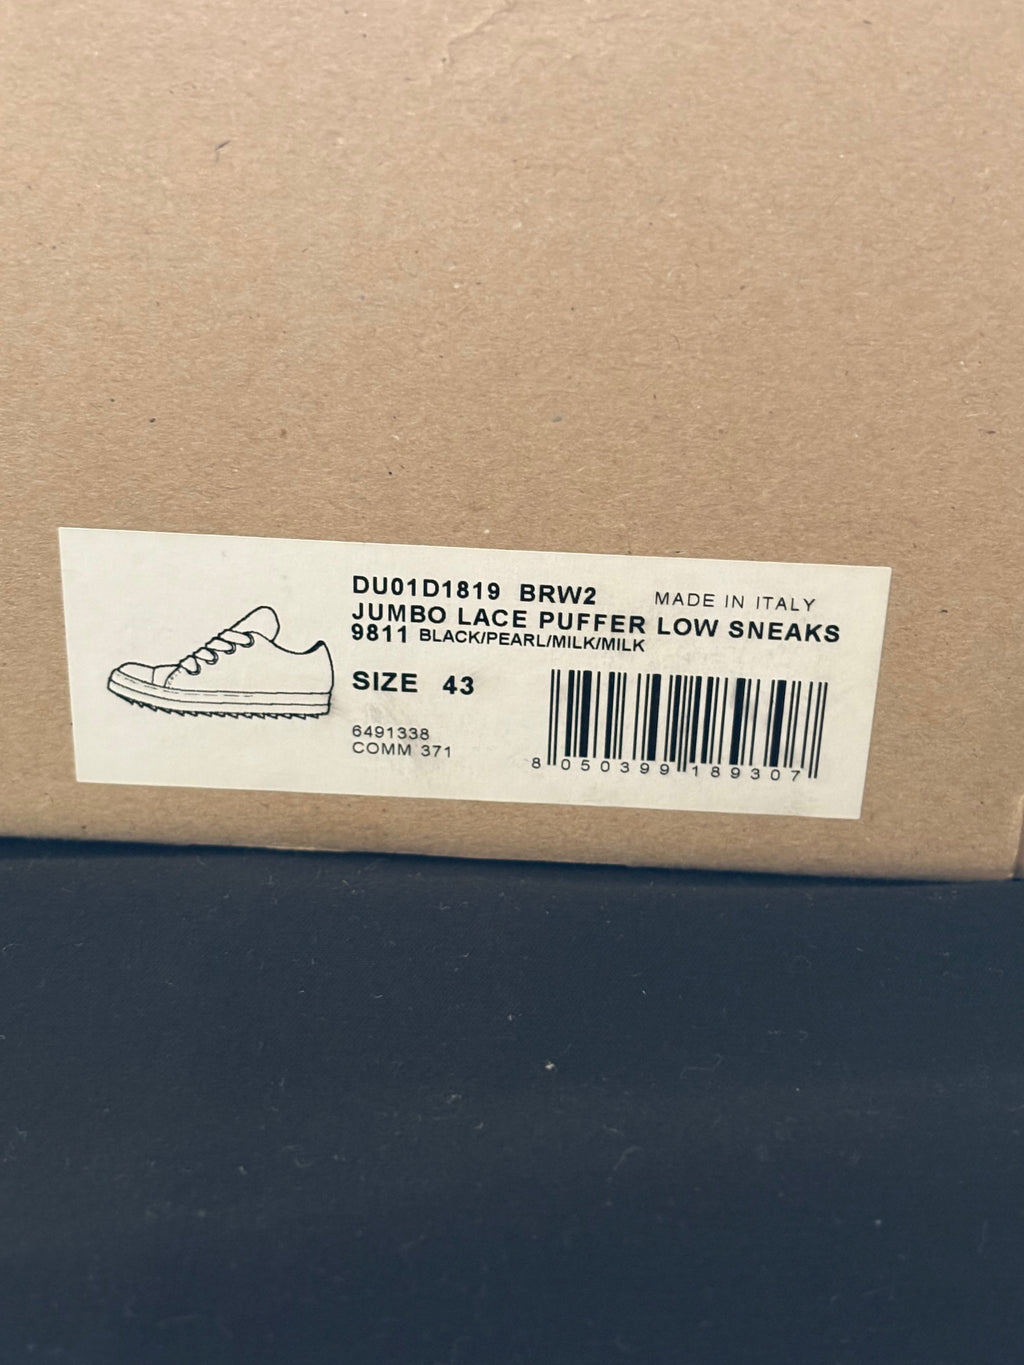 DU01D1819 BRW2 MADE IN ITALY
JUMBO LACE PUFFER LOW SNEAKS
9811 BLACK/PEARL/MILK/MILK
SIZE 43
6491338
COMM 371
8 050399 189307